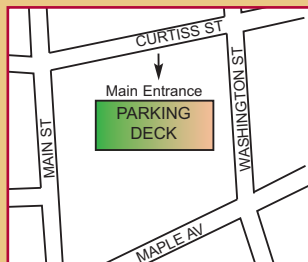 CURTISS ST
Main Entrance
PARKING
DECK
MAIN ST
WASHINGTON ST
MAPLE AV